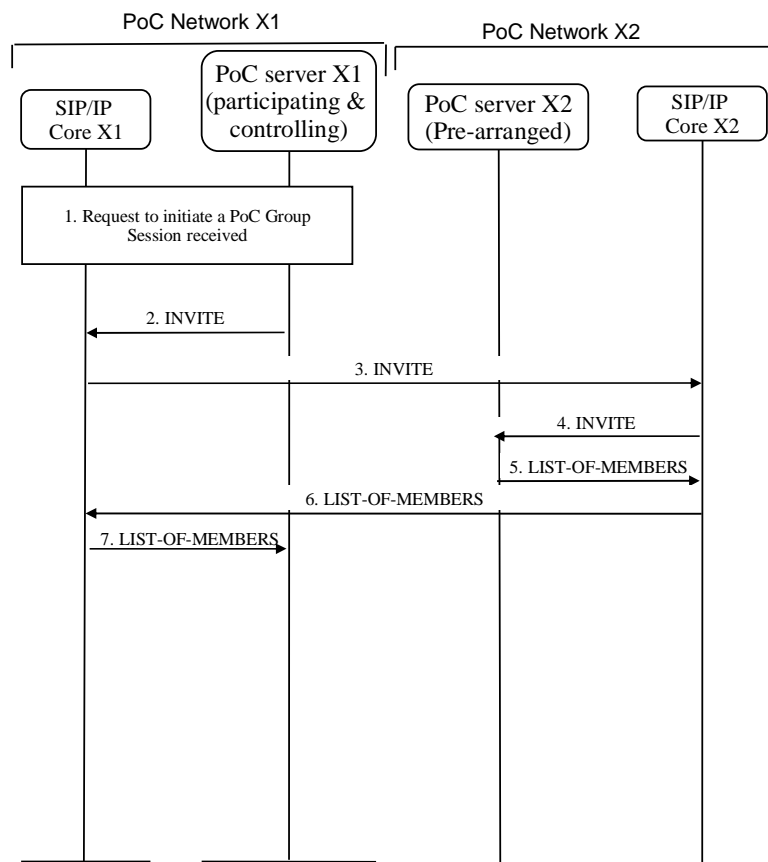 PoC Network X1
PoC Network X2
SIP/IP
Core X1
PoC server X1
(participating &
controlling)
PoC server X2
(Pre-arranged)
SIP/IP
Core X2
1. Request to initiate a PoC Group
Session received
2. INVITE
3. INVITE
4. INVITE
5. LIST-OF-MEMBERS
6. LIST-OF-MEMBERS
7. LIST-OF-MEMBERS